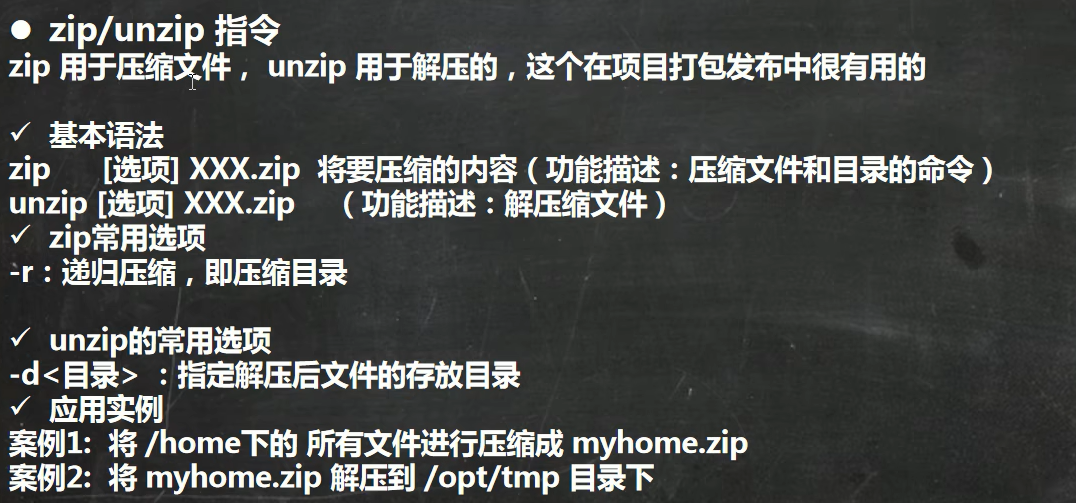 ● zip/unzip 指令
zip 用于压缩文件， unzip 用于解压的，这个在项目打包发布中很有用的
✓ 基本语法
zip [选项] XXX.zip 将要压缩的内容（功能描述：压缩文件和目录的命令）
unzip [选项] XXX.zip （功能描述：解压缩文件）
✓ zip常用选项
-r：递归压缩，即压缩目录
✓ unzip的常用选项
-d<目录> ：指定解压后文件的存放目录
✓ 应用实例
案例1: 将 /home下的 所有文件进行压缩成 myhome.zip
案例2: 将 myhome.zip 解压到 /opt/tmp 目录下